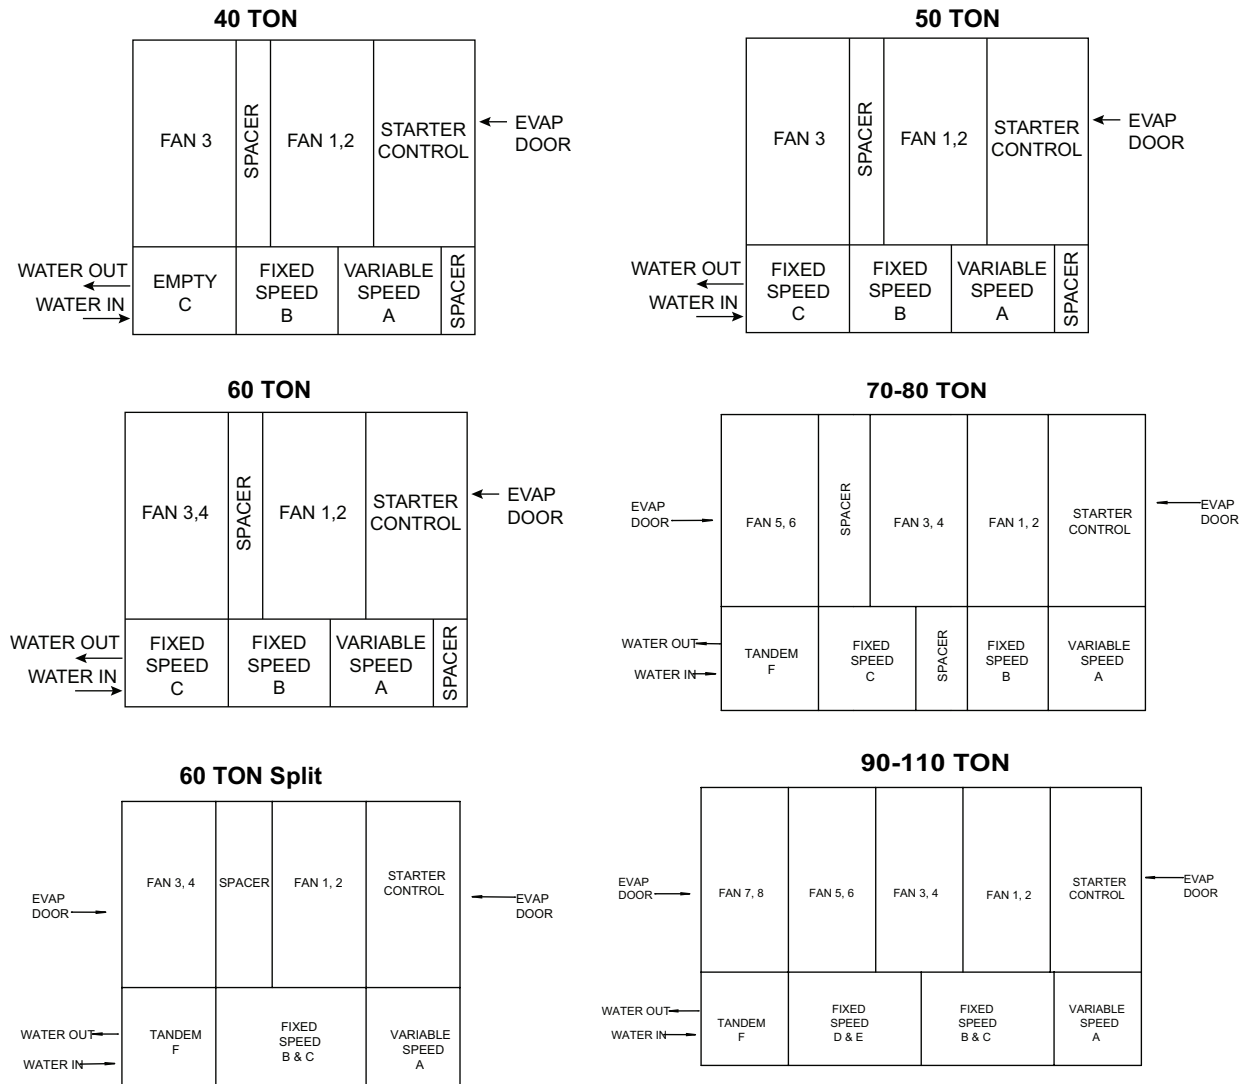 40 TON
FAN 3
SPACER
FAN 1,2
STARTER
CONTROL
EVAP
DOOR
WATER OUT
WATER IN
EMPTY
C
FIXED
SPEED
B
VARIABLE
SPEED
A
SPACER
50 TON
FAN 3
SPACER
FAN 1,2
STARTER
CONTROL
EVAP
DOOR
WATER OUT
WATER IN
FIXED
SPEED
C
FIXED
SPEED
B
VARIABLE
SPEED
A
SPACER
60 TON
FAN 3,4
SPACER
FAN 1,2
STARTER
CONTROL
EVAP
DOOR
WATER OUT
WATER IN
FIXED
SPEED
C
FIXED
SPEED
B
VARIABLE
SPEED
A
SPACER
70-80 TON
EVAP
DOOR
FAN 5, 6
SPACER
FAN 3, 4
FAN 1, 2
STARTER
CONTROL
EVAP
DOOR
WATER OUT
WATER IN
TANDEM
F
FIXED
SPEED
C
SPACER
FIXED
SPEED
B
VARIABLE
SPEED
A
60 TON Split
EVAP
DOOR
FAN 3, 4
SPACER
FAN 1, 2
STARTER
CONTROL
EVAP
DOOR
WATER OUT
WATER IN
TANDEM
F
FIXED
SPEED
B & C
VARIABLE
SPEED
A
90-110 TON
EVAP
DOOR
FAN 7, 8
FAN 5, 6
FAN 3, 4
FAN 1, 2
STARTER
CONTROL
EVAP
DOOR
WATER OUT
WATER IN
TANDEM
F
FIXED
SPEED
D & E
FIXED
SPEED
B & C
VARIABLE
SPEED
A